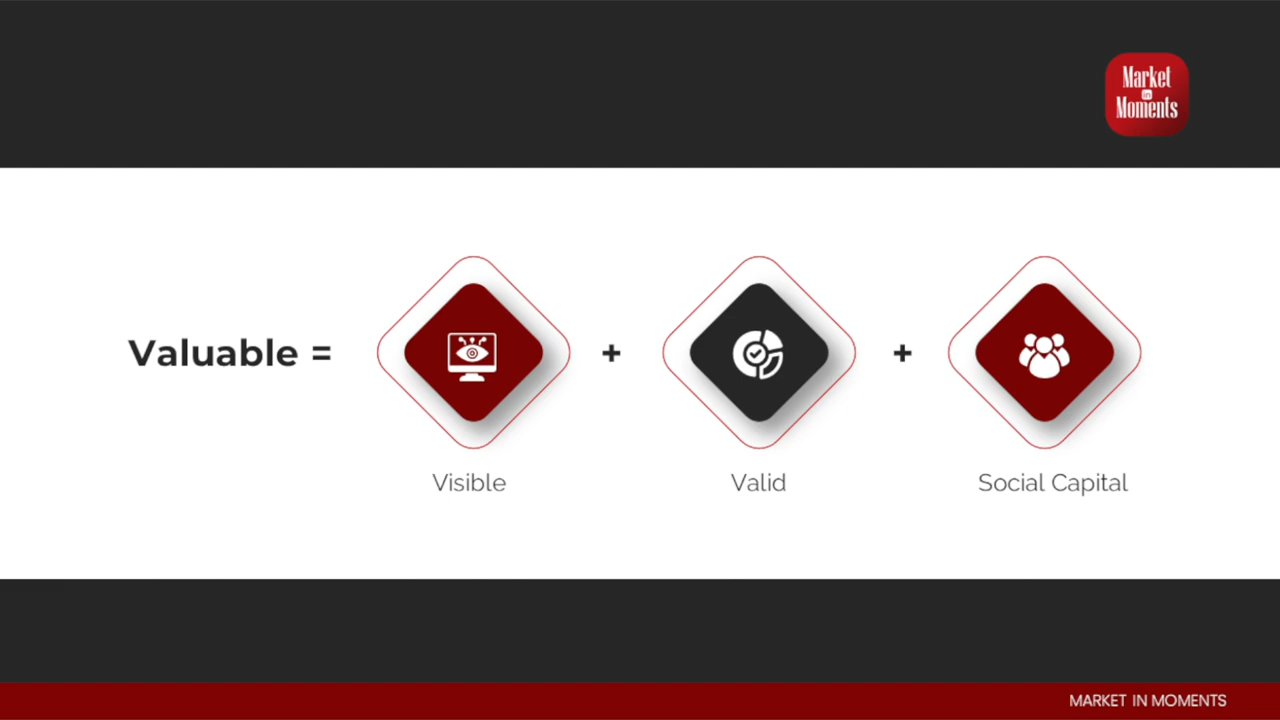 Market
in
Moments
Valuable = + +
Visible Valid Social Capital
MARKET IN MOMENTS